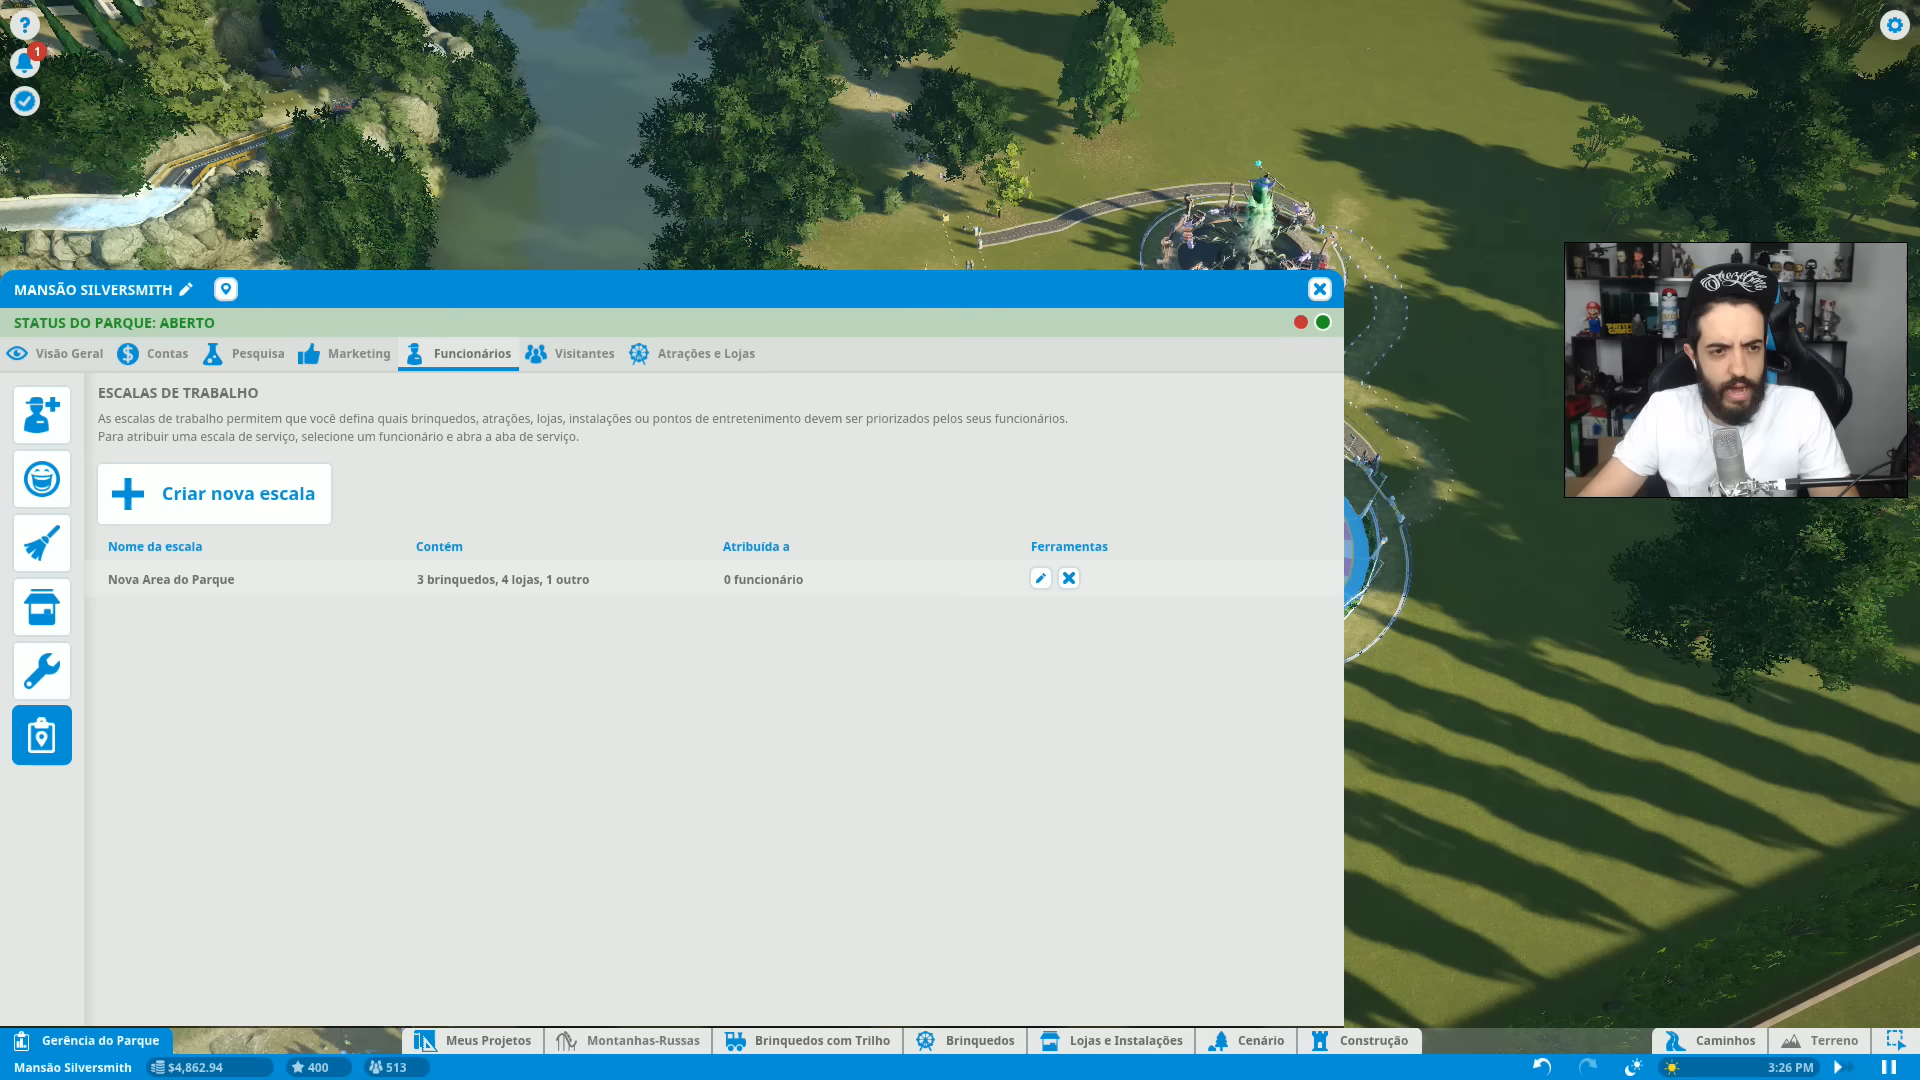 ?
1
MANSÃO SILVERSMITH
STATUS DO PARQUE: ABERTO
Visão Geral
Contas
Pesquisa
Marketing
Funcionários
Visitantes
Atrações e Lojas
ESCALAS DE TRABALHO
As escalas de trabalho permitem que você defina quais brinquedos, atrações, lojas, instalações ou pontos de entretenimento devem ser priorizados pelos seus funcionários.
Para atribuir uma escala de serviço, selecione um funcionário e abra a aba de serviço.
Criar nova escala
Nome da escala Contém Atribuída a Ferramentas
Nova Area do Parque 3 brinquedos, 4 lojas, 1 outro 0 funcionário
Gerência do Parque
Meus Projetos
Montanhas-Russas
Brinquedos com Trilho
Brinquedos
Lojas e Instalações
Cenário
Construção
Caminhos
Terreno
Mansão Silversmith
$4,862.94
400
513
3:26 PM